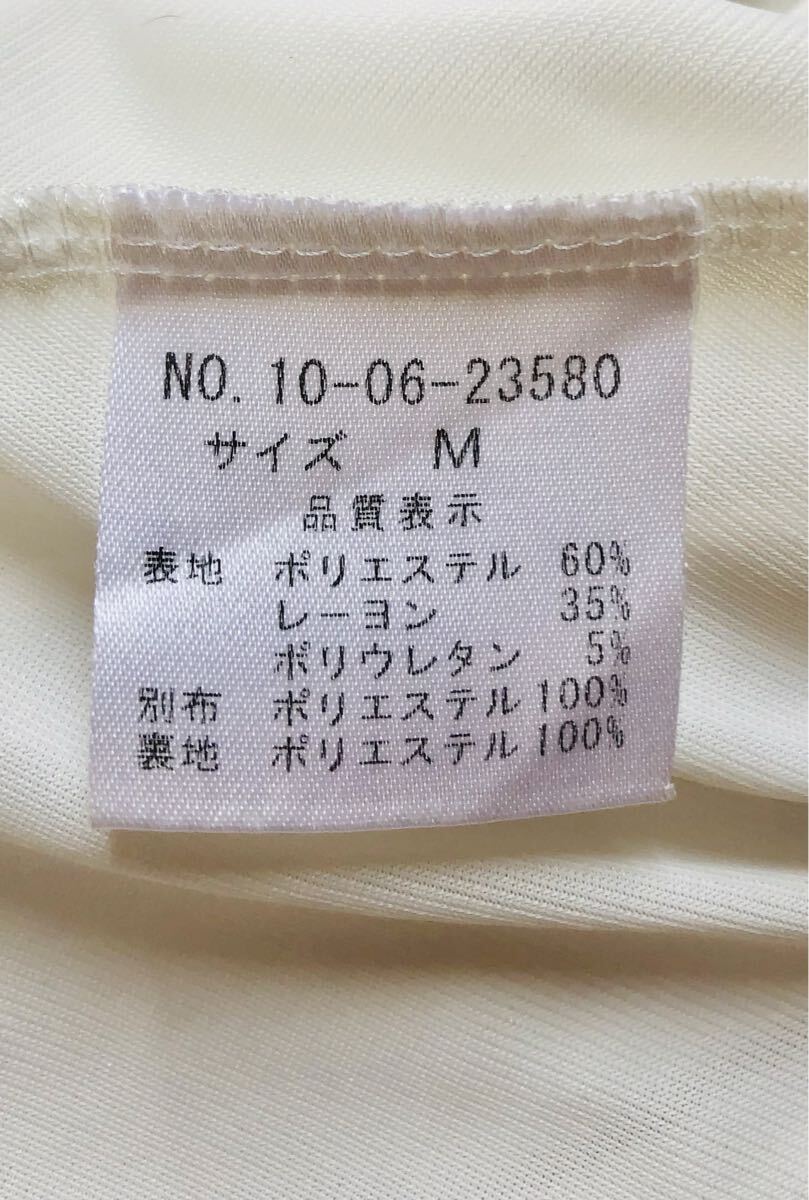 NO. 10-06-23580
サイズ M
品質表示
表地 ポリエステル 60%
レーヨン 35%
ポリウレタン 5%
別布 ポリエステル 100%
裏地 ポリエステル 100%